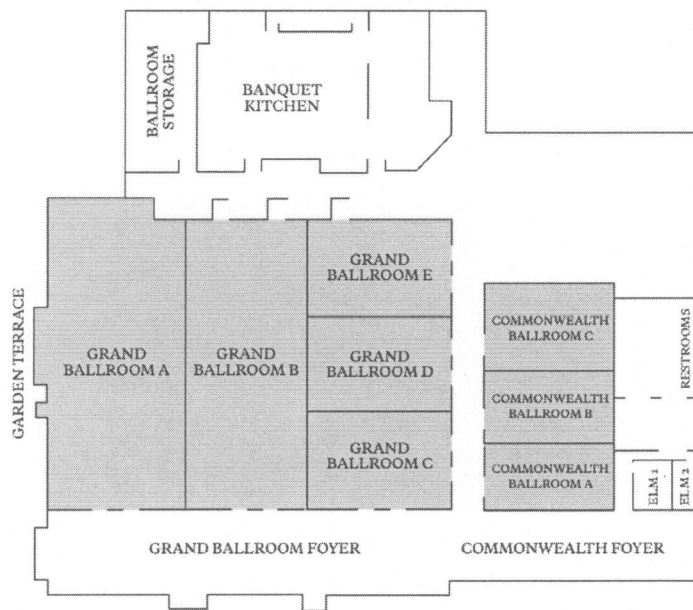 BALLROOM
STORAGE
BANQUET
KITCHEN
GARDEN TERRACE
GRAND
BALLROOM A
GRAND
BALLROOM B
GRAND
BALLROOM E
GRAND
BALLROOM D
GRAND
BALLROOM C
COMMONWEALTH
BALLROOM C
COMMONWEALTH
BALLROOM B
COMMONWEALTH
BALLROOM A
RESTROOMS
ELM 1
ELM 2
GRAND BALLROOM FOYER
COMMONWEALTH FOYER